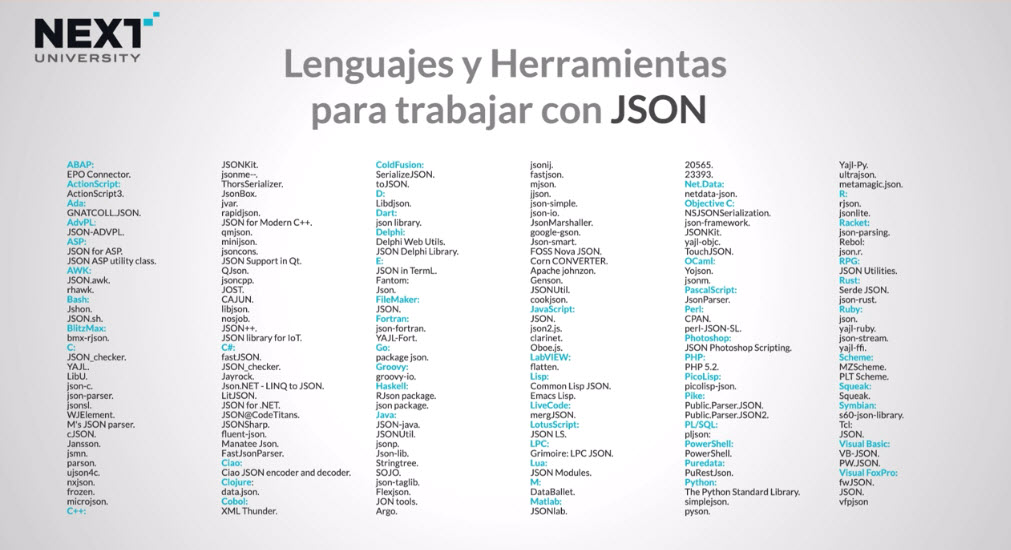 NEXT
UNIVERSITY
Lenguajes y Herramientas
para trabajar con JSON
ABAP:
EPO Connector.
ActionScript:
ActionScript3.
Ada:
GNATCOLL.JSON.
AdvPL:
JSON-ADVPL.
ASP:
JSON for ASP.
JSON ASP utility class.
AWK:
JSON.awk.
rhawk.
Bash:
Jshon.
JSON.sh.
BlitzMax:
bmx-rjson.
C:
JSON_checker.
YAJL.
LibU.
json-c.
json-parser.
jsonsl.
WJElement.
M's JSON parser.
cJSON.
Jansson.
jsmn.
parson.
ujson4c.
nxjson.
frozen.
microjson.
C++:
JSONKit.
jsonme--.
ThorsSerializer.
JsonBox.
jvar.
rapidjson.
JSON for Modern C++.
qmjson.
minijson.
jsoncons.
JSON Support in Qt.
QJson.
jsoncpp.
JOST.
CAJUN.
libjson.
nosjob.
JSON++.
JSON library for IoT.
C#:
fastJSON.
JSON_checker.
Jayrock.
Json.NET - LINQ to JSON.
LitJSON.
JSON for .NET.
JSON@CodeTitans.
JSONSharp.
fluent-json.
Manatee Json.
FastJsonParser.
Ciao:
Ciao JSON encoder and decoder.
Clojure:
data.json.
Cobol:
XML Thunder.
ColdFusion:
SerializeJSON.
toJSON.
D:
Libdjson.
Dart:
json library.
Delphi:
Delphi Web Utils.
JSON Delphi Library.
E:
JSON in TermL.
Fantom:
Json.
FileMaker:
JSON.
Fortran:
json-fortran.
YAJL-Fort.
Go:
package json.
Groovy:
groovy-io.
Haskell:
RJson package.
json package.
Java:
JSON-java.
JSONUtil.
jsonp.
Json-lib.
Stringtree.
SOJO.
json-taglib.
Flexjson.
JON tools.
Argo.
jsonij.
fastjson.
mjson.
jjson.
json-simple.
json-io.
JsonMarshaller.
google-gson.
Json-smart.
FOSS Nova JSON.
Corn CONVERTER.
Apache johnzon.
Genson.
JSONUtil.
cookjson.
JavaScript:
JSON.
json2.js.
clarinet.
Oboe.js.
LabVIEW:
flatten.
Lisp:
Common Lisp JSON.
Emacs Lisp.
LiveCode:
mergJSON.
LotusScript:
JSON LS.
LPC:
Grimoire: LPC JSON.
Lua:
JSON Modules.
M:
DataBallet.
Matlab:
JSONlab.
20565.
23393.
Net.Data:
netdata-json.
Objective C:
NSJSONSerialization.
json-framework.
JSONKit.
yajl-objc.
TouchJSON.
OCaml:
Yojson.
jsonm.
PascalScript:
JsonParser.
Perl:
CPAN.
perl-JSON-SL.
Photoshop:
JSON Photoshop Scripting.
PHP:
PHP 5.2.
PicoLisp:
picolisp-json.
Pike:
Public.Parser.JSON.
Public.Parser.JSON2.
PL/SQL:
pljson:
PowerShell:
PowerShell.
Puredata:
PuRestJson.
Python:
The Python Standard Library.
simplejson.
pyson.
Yajl-Py.
ultrajson.
metamagic.json.
R:
rjson.
jsonlite.
Racket:
json-parsing.
Rebol:
json.r.
RPG:
JSON Utilities.
Rust:
Serde JSON.
json-rust.
Ruby:
json.
yajl-ruby.
json-stream.
yajl-ffi.
Scheme:
MZScheme.
PLT Scheme.
Squeak:
Squeak.
Symbian:
s60-json-library.
Tcl:
JSON.
Visual Basic:
VB-JSON.
PW.JSON.
Visual FoxPro:
fwJSON.
JSON.
vfpjson